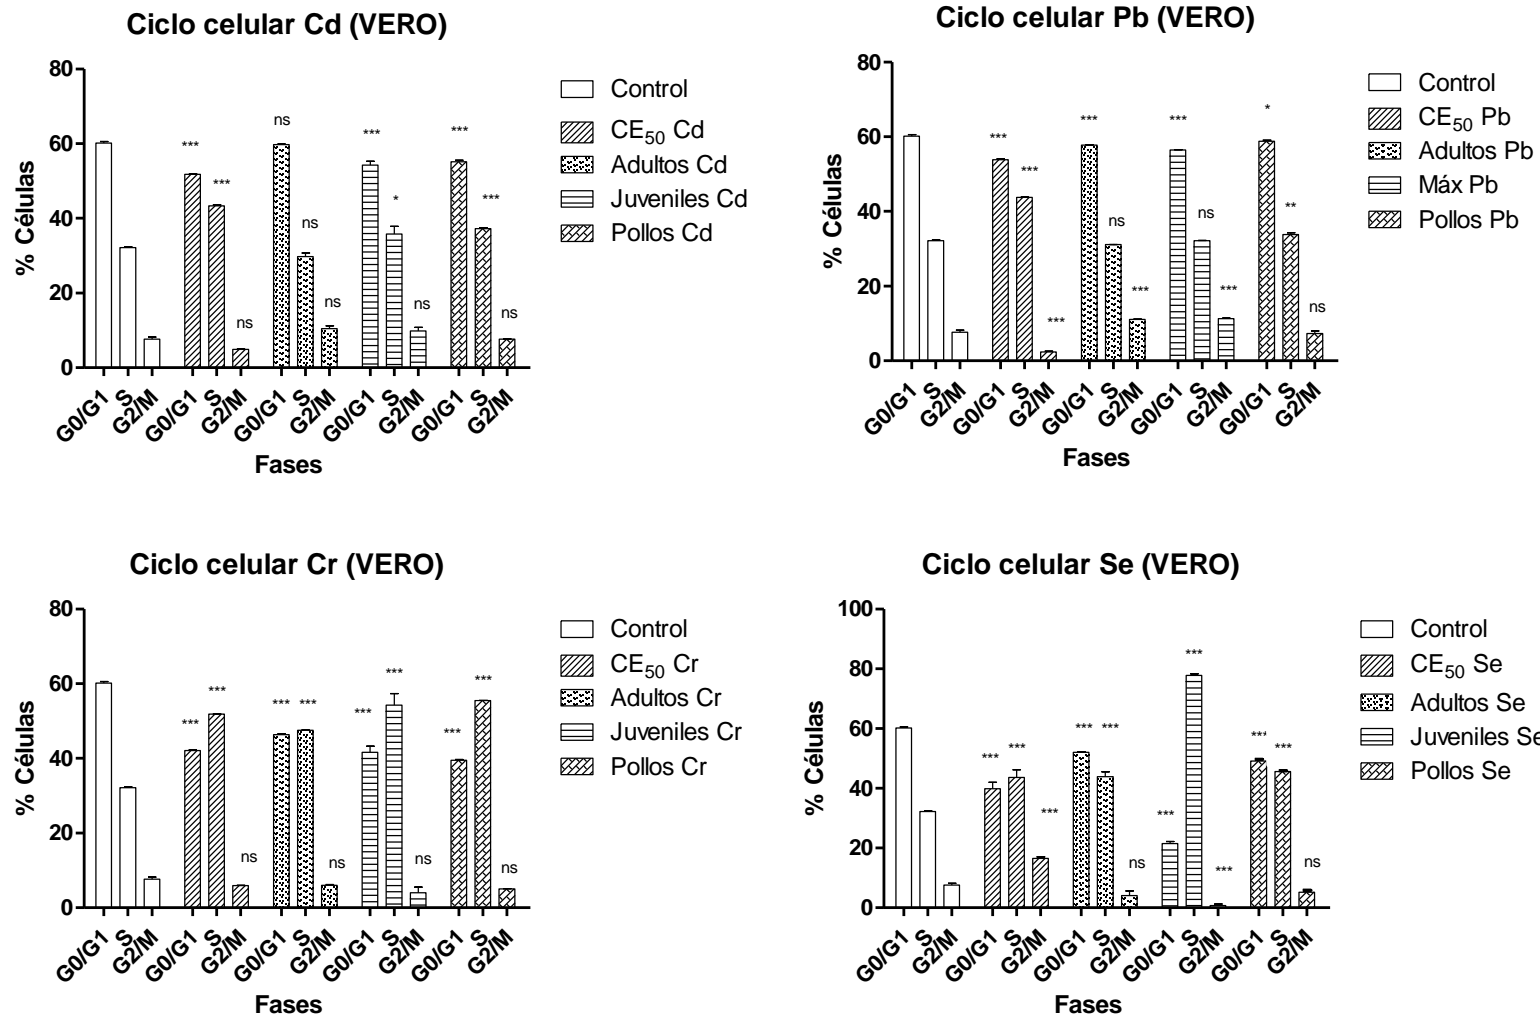 Ciclo celular Cd (VERO)
80
60
40
20
0
% Células
*** *** ns
ns ns ns
*** * ns
*** *** ns
G0/G1 S G2/M G0/G1 S G2/M G0/G1 S G2/M G0/G1 S G2/M G0/G1 S G2/M
Fases
Control
CE50 Cd
Adultos Cd
Juveniles Cd
Pollos Cd
Ciclo celular Pb (VERO)
80
60
40
20
0
% Células
*** *** ***
*** ns ***
*** ns ***
* ** ns
G0/G1 S G2/M G0/G1 S G2/M G0/G1 S G2/M G0/G1 S G2/M G0/G1 S G2/M
Fases
Control
CE50 Pb
Adultos Pb
Máx Pb
Pollos Pb
Ciclo celular Cr (VERO)
80
60
40
20
0
% Células
*** *** ns
*** *** ns
*** *** ns
*** *** ns
G0/G1 S G2/M G0/G1 S G2/M G0/G1 S G2/M G0/G1 S G2/M G0/G1 S G2/M
Fases
Control
CE50 Cr
Adultos Cr
Juveniles Cr
Pollos Cr
Ciclo celular Se (VERO)
100
80
60
40
20
0
% Células
*** *** ***
*** *** ns
*** *** ***
*** *** ns
G0/G1 S G2/M G0/G1 S G2/M G0/G1 S G2/M G0/G1 S G2/M G0/G1 S G2/M
Fases
Control
CE50 Se
Adultos Se
Juveniles Se
Pollos Se